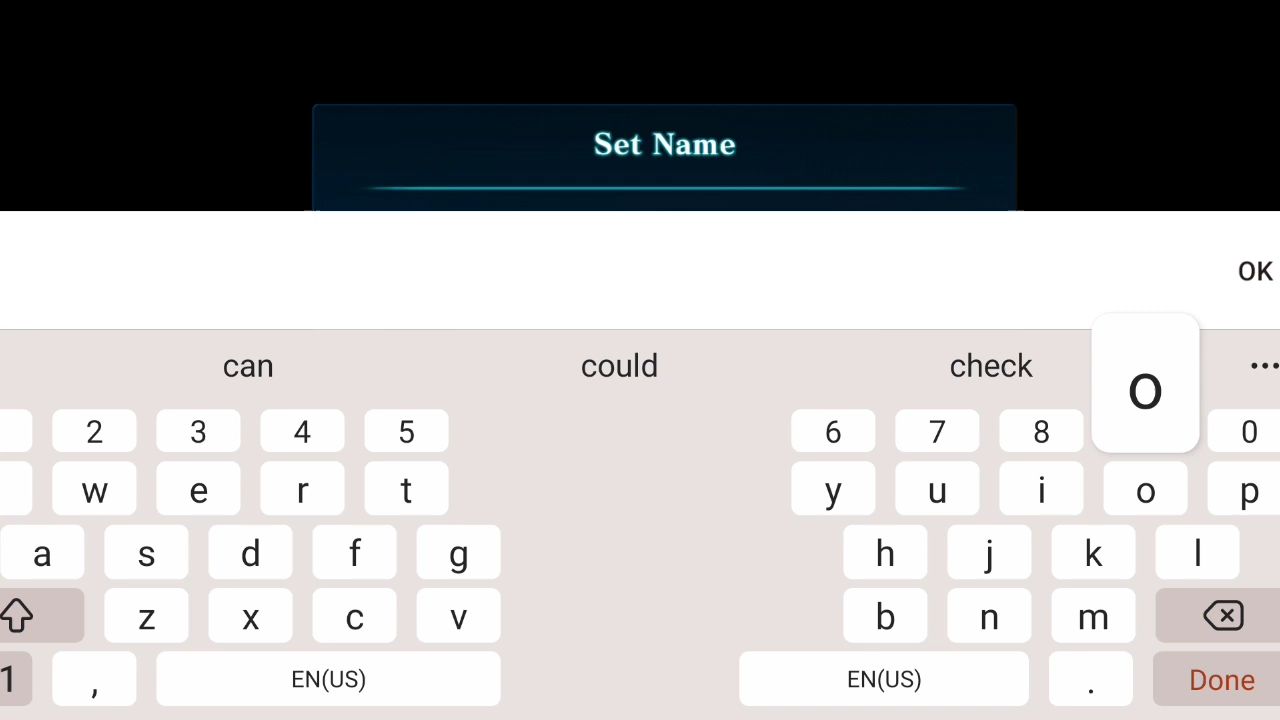 Set Name
OK
can could check
2 3 4 5 6 7 8 o 0
w e r t y u i o p
a s d f g h j k l
z x c v b n m
1 , EN(US) EN(US) . Done